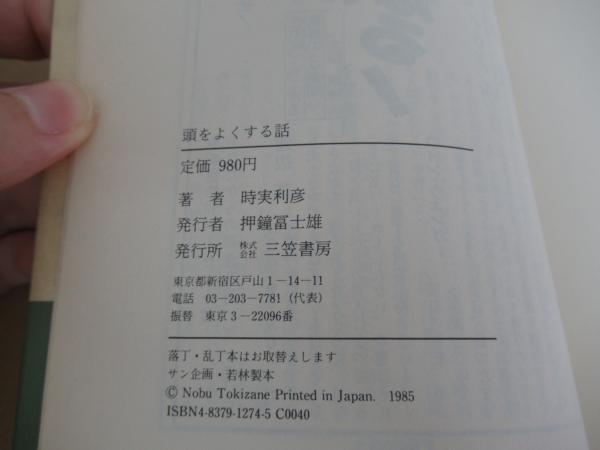 頭をよくする話
定価 980円
著 者 時実利彦
発行者 押鐘冨士雄
発行所 株式会社 三笠書房
東京都新宿区戸山1-14-11
電話 03-203-7781(代表)
振替 東京3-22096番
落丁・乱丁本はお取替えします
サン企画・若林製本
© Nobu Tokizane Printed in Japan. 1985
ISBN4-8379-1274-5 C0040